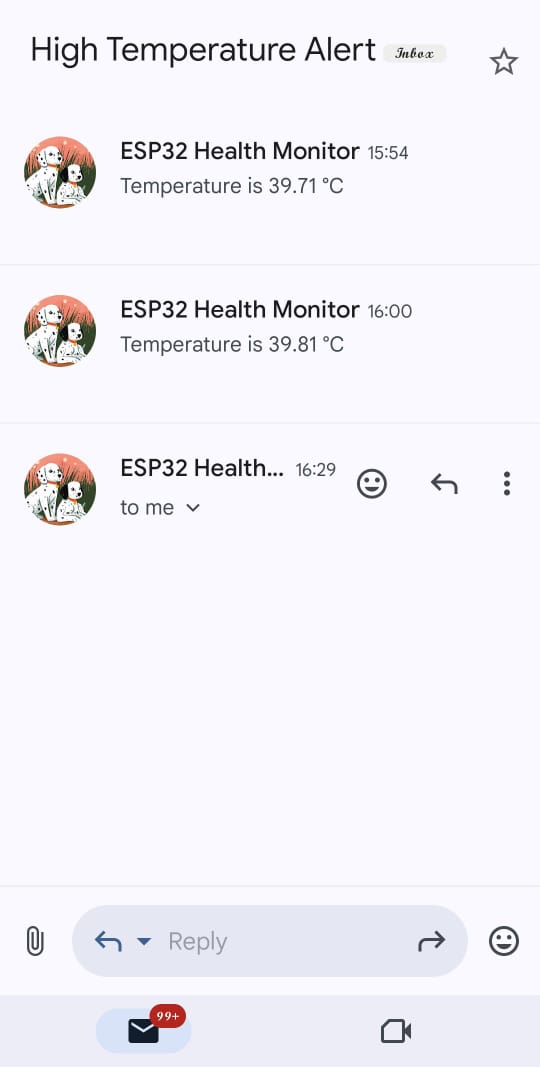 High Temperature Alert Inbox
ESP32 Health Monitor 15:54
Temperature is 39.71 °C
ESP32 Health Monitor 16:00
Temperature is 39.81 °C
ESP32 Health... 16:29
to me
Reply
99+